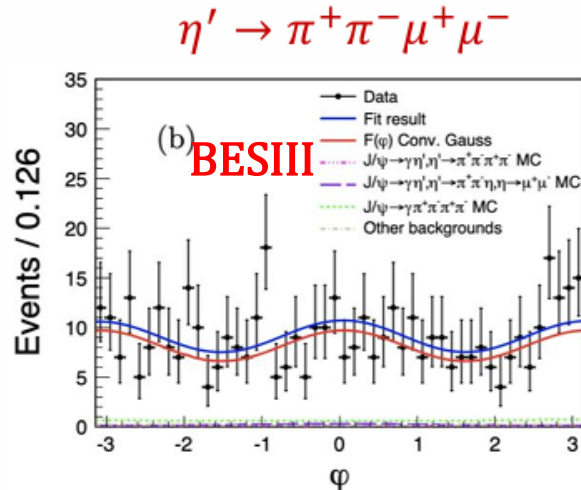 η′ → π⁺π⁻μ⁺μ⁻
35
30
25
20
15
10
5
0
Events / 0.126
(b)
BESIII
Data
Fit result
F(φ) Conv. Gauss
J/ψ→γη′,η′→π⁺π⁻π⁺π⁻ MC
J/ψ→γη′,η′→π⁺π⁻η,η→μ⁺μ⁻ MC
J/ψ→γπ⁺π⁻π⁺π⁻ MC
Other backgrounds
-3 -2 -1 0 1 2 3
φ